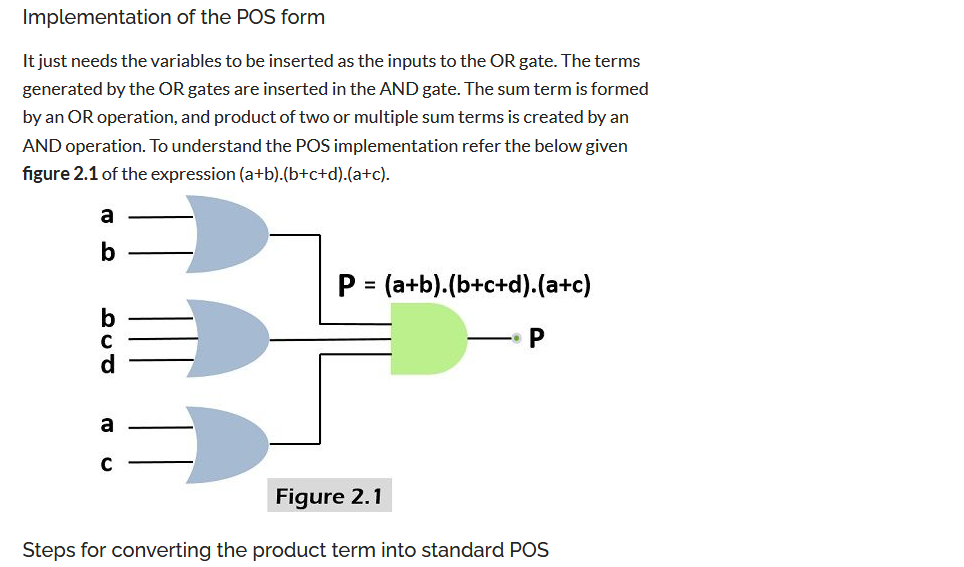 Implementation of the POS form
It just needs the variables to be inserted as the inputs to the OR gate. The terms
generated by the OR gates are inserted in the AND gate. The sum term is formed
by an OR operation, and product of two or multiple sum terms is created by an
AND operation. To understand the POS implementation refer the below given
figure 2.1 of the expression (a+b).(b+c+d).(a+c).
a
b
P = (a+b).(b+c+d).(a+c)
b
c
d
P
a
c
Figure 2.1
Steps for converting the product term into standard POS